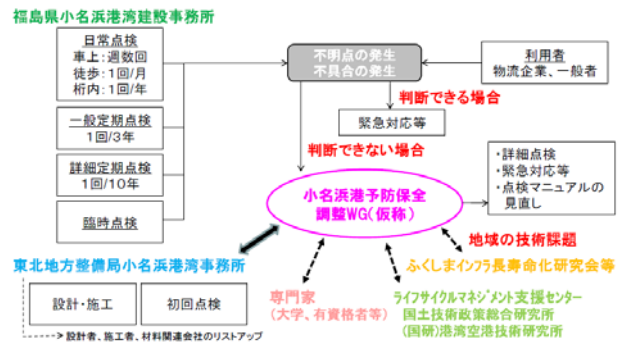 福島県小名浜港湾建設事務所
日常点検
車上：週数回
徒歩：1回/月
桁内：1回/年
一般定期点検
1回/3年
詳細定期点検
1回/10年
臨時点検
不明点の発生
不具合の発生
利用者
物流企業、一般者
判断できる場合
緊急対応等
判断できない場合
小名浜港予防保全
調整WG(仮称)
・詳細点検
・緊急対応等
・点検マニュアルの
見直し
地域の技術課題
東北地方整備局小名浜港湾事務所
設計・施工
初回点検
設計者、施工者、材料関連会社のリストアップ
専門家
(大学、有資格者等)
ふくしまインフラ長寿命化研究会等
ライフサイクルマネジメント支援センター
国土技術政策総合研究所
(国研)港湾空港技術研究所